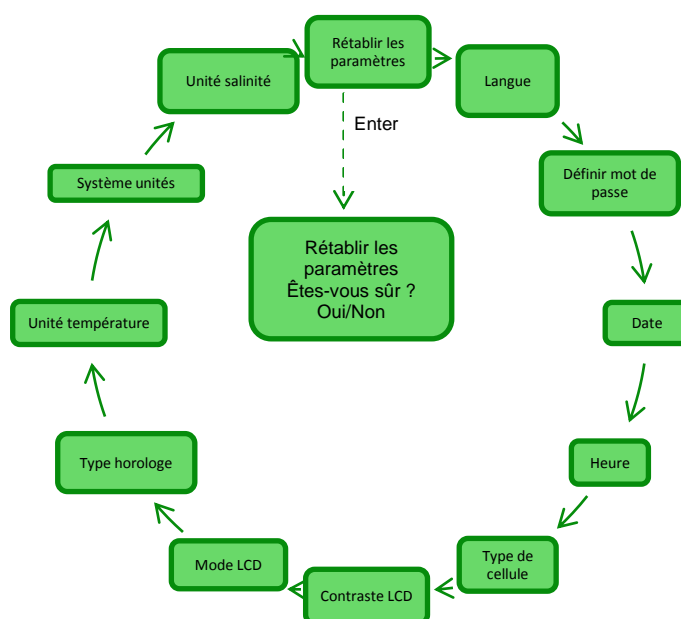 Rétablir les
paramètres
Langue
Unité salinité
Enter
Définir mot de
passe
Système unités
Rétablir les
paramètres
Êtes-vous sûr ?
Oui/Non
Unité température
Date
Type horologe
Heure
Type de
cellule
Mode LCD
Contraste LCD